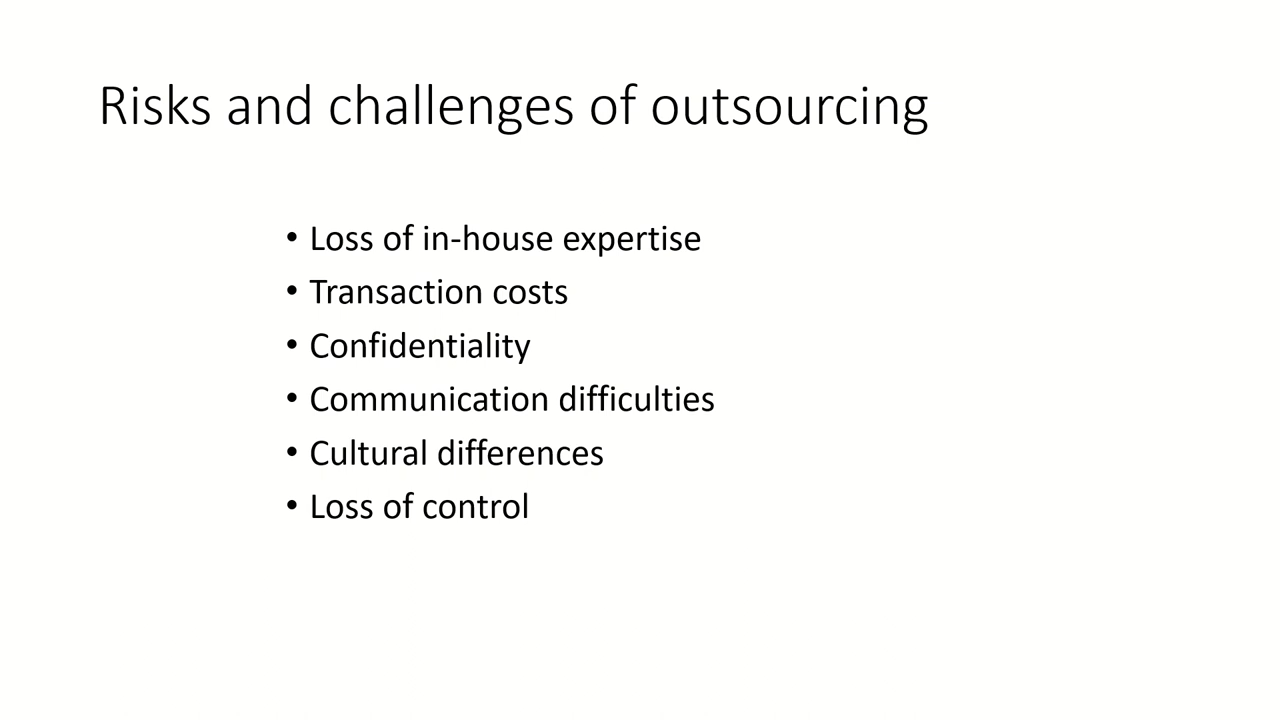 Risks and challenges of outsourcing
• Loss of in-house expertise
• Transaction costs
• Confidentiality
• Communication difficulties
• Cultural differences
• Loss of control